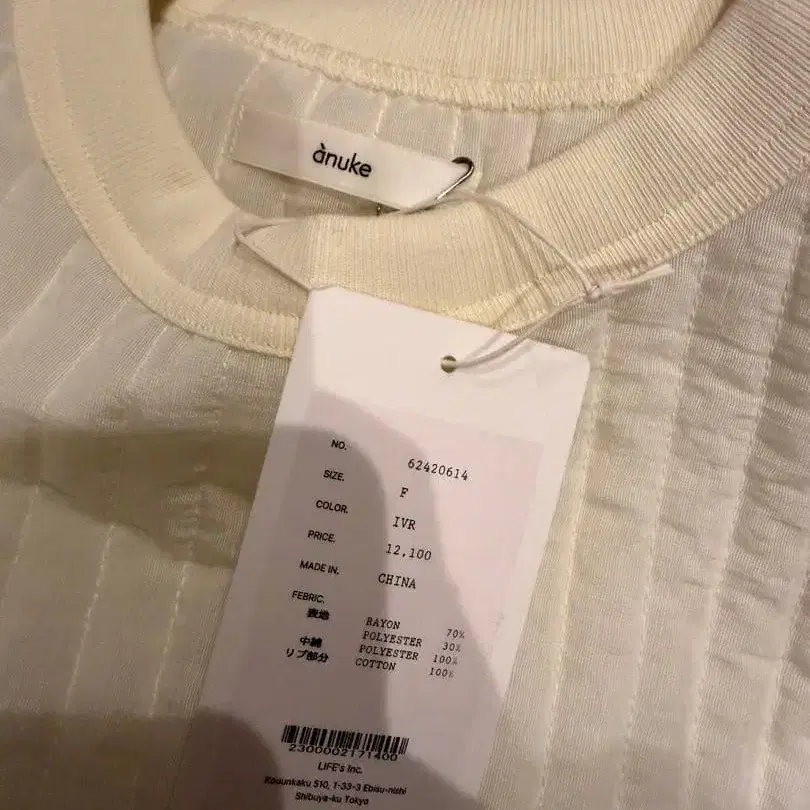 ànuke
NO. 62420614
SIZE. F
COLOR. IVR
PRICE. 12,100
MADE IN. CHINA
FEBRIC.
表地 RAYON 70%
POLYESTER 30%
中綿 POLYESTER 100%
リブ部分 COTTON 100%
2300002171400
LIFE's Inc.
Kouunkaku 510, 1-33-3 Ebisu-nishi
Shibuya-ku Tokyo